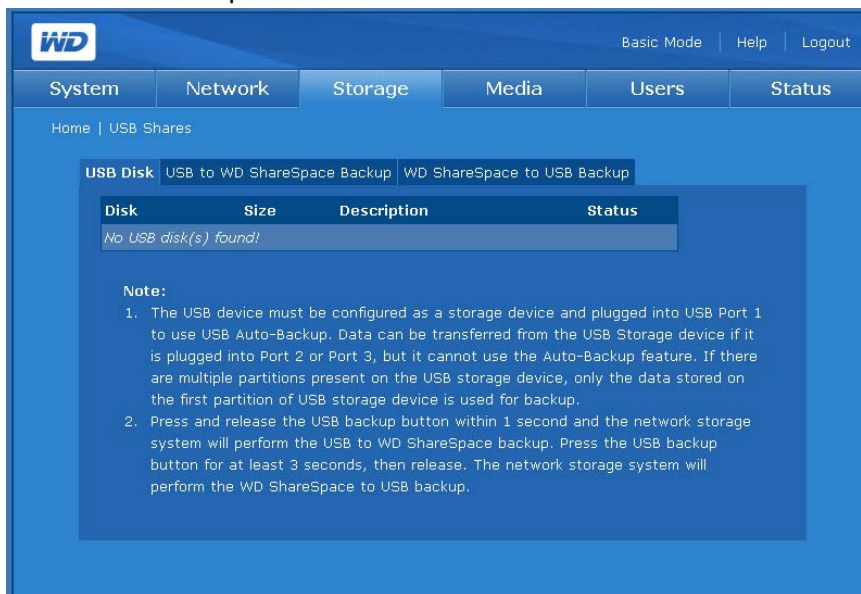 WD
Basic Mode | Help | Logout
System Network Storage Media Users Status
Home | USB Shares
USB Disk USB to WD ShareSpace Backup WD ShareSpace to USB Backup
Disk Size Description Status
No USB disk(s) found!
Note:
1. The USB device must be configured as a storage device and plugged into USB Port 1
to use USB Auto-Backup. Data can be transferred from the USB Storage device if it
is plugged into Port 2 or Port 3, but it cannot use the Auto-Backup feature. If there
are multiple partitions present on the USB storage device, only the data stored on
the first partition of USB storage device is used for backup.
2. Press and release the USB backup button within 1 second and the network storage
system will perform the USB to WD ShareSpace backup. Press the USB backup
button for at least 3 seconds, then release. The network storage system will
perform the WD ShareSpace to USB backup.